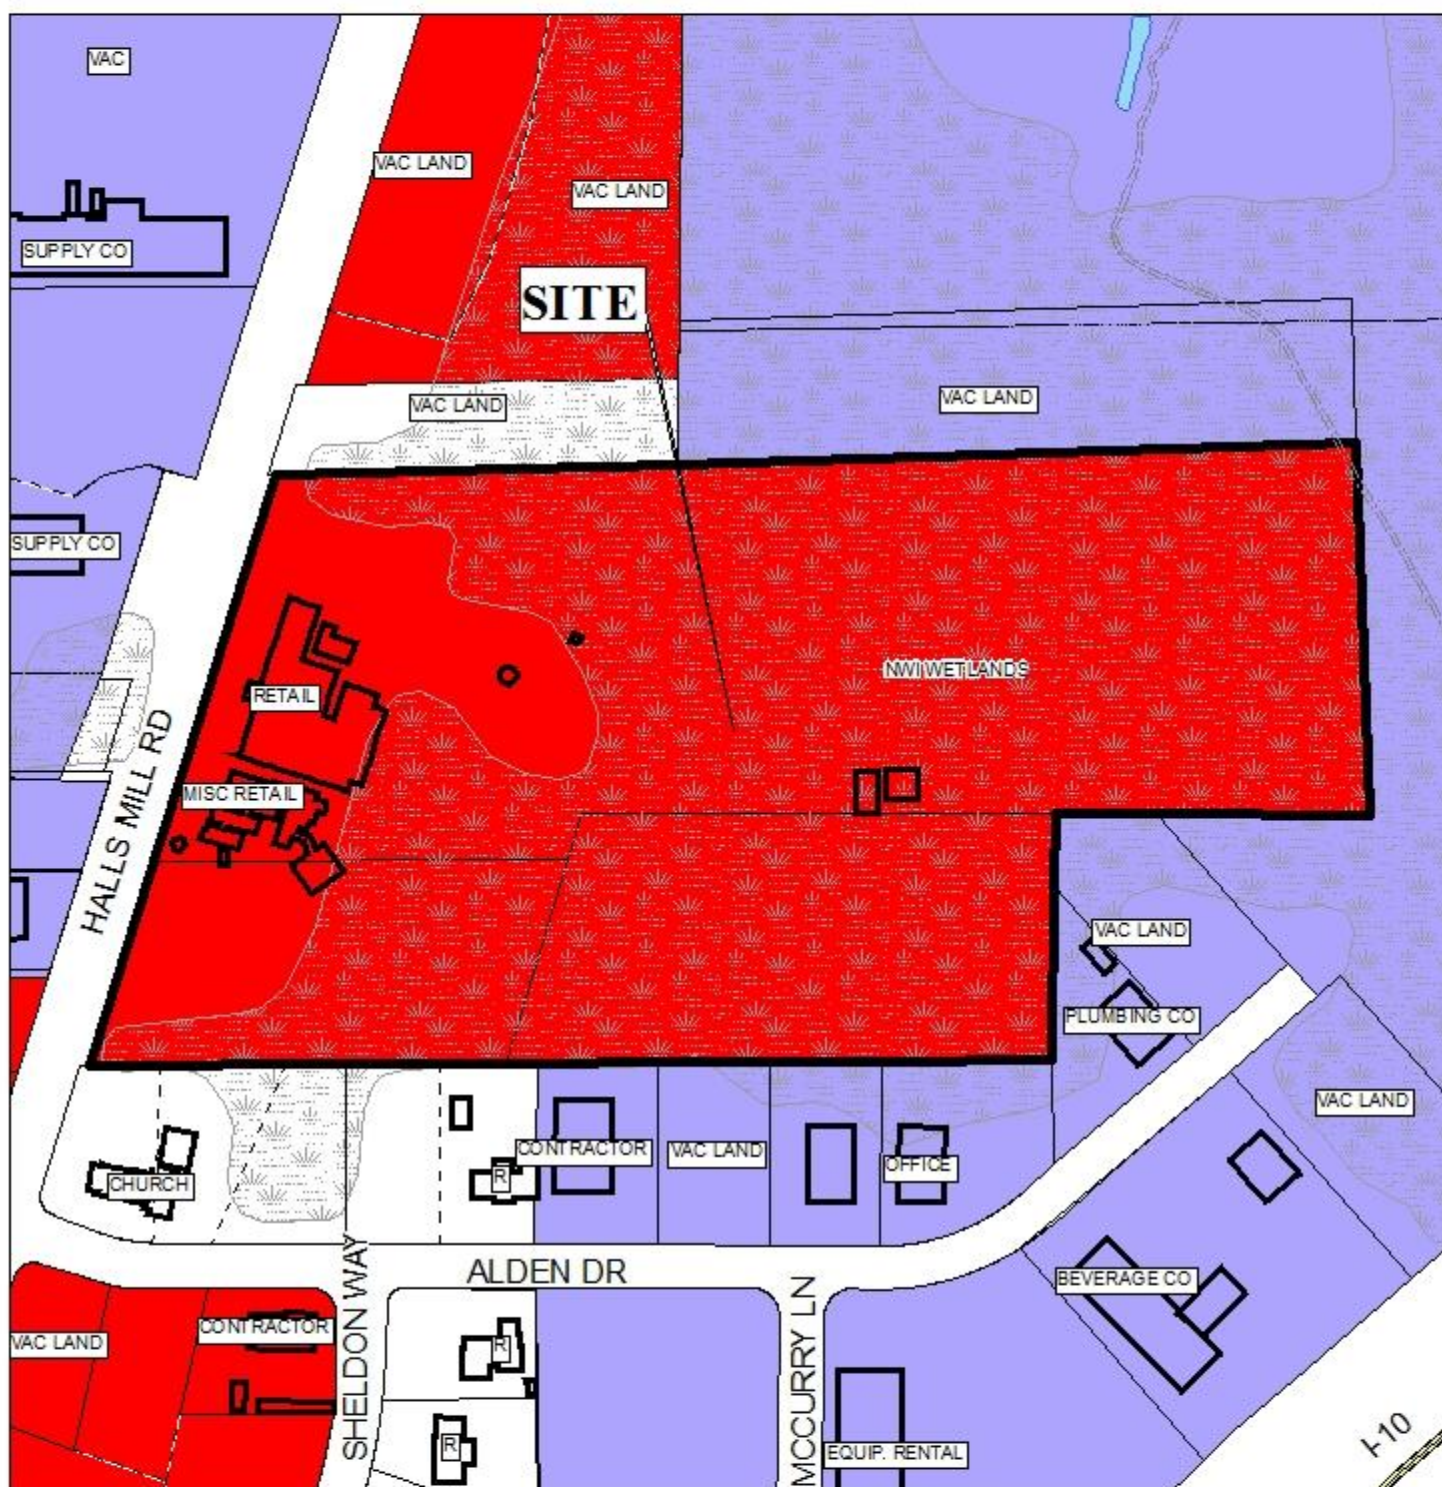 VAC
VAC LAND
VAC LAND
SUPPLY CO
SITE
VAC LAND
VAC LAND
SUPPLY CO
NWI WETLANDS
RETAIL
HALLS MILL RD
MISC RETAIL
VAC LAND
PLUMBING CO
VAC LAND
CONTRACTOR
VAC LAND
OFFICE
CHURCH
R
SHELDON WAY
ALDEN DR
MCCURRY LN
BEVERAGE CO
VAC LAND
CONTRACTOR
R
R
EQUIP. RENTAL
I-10